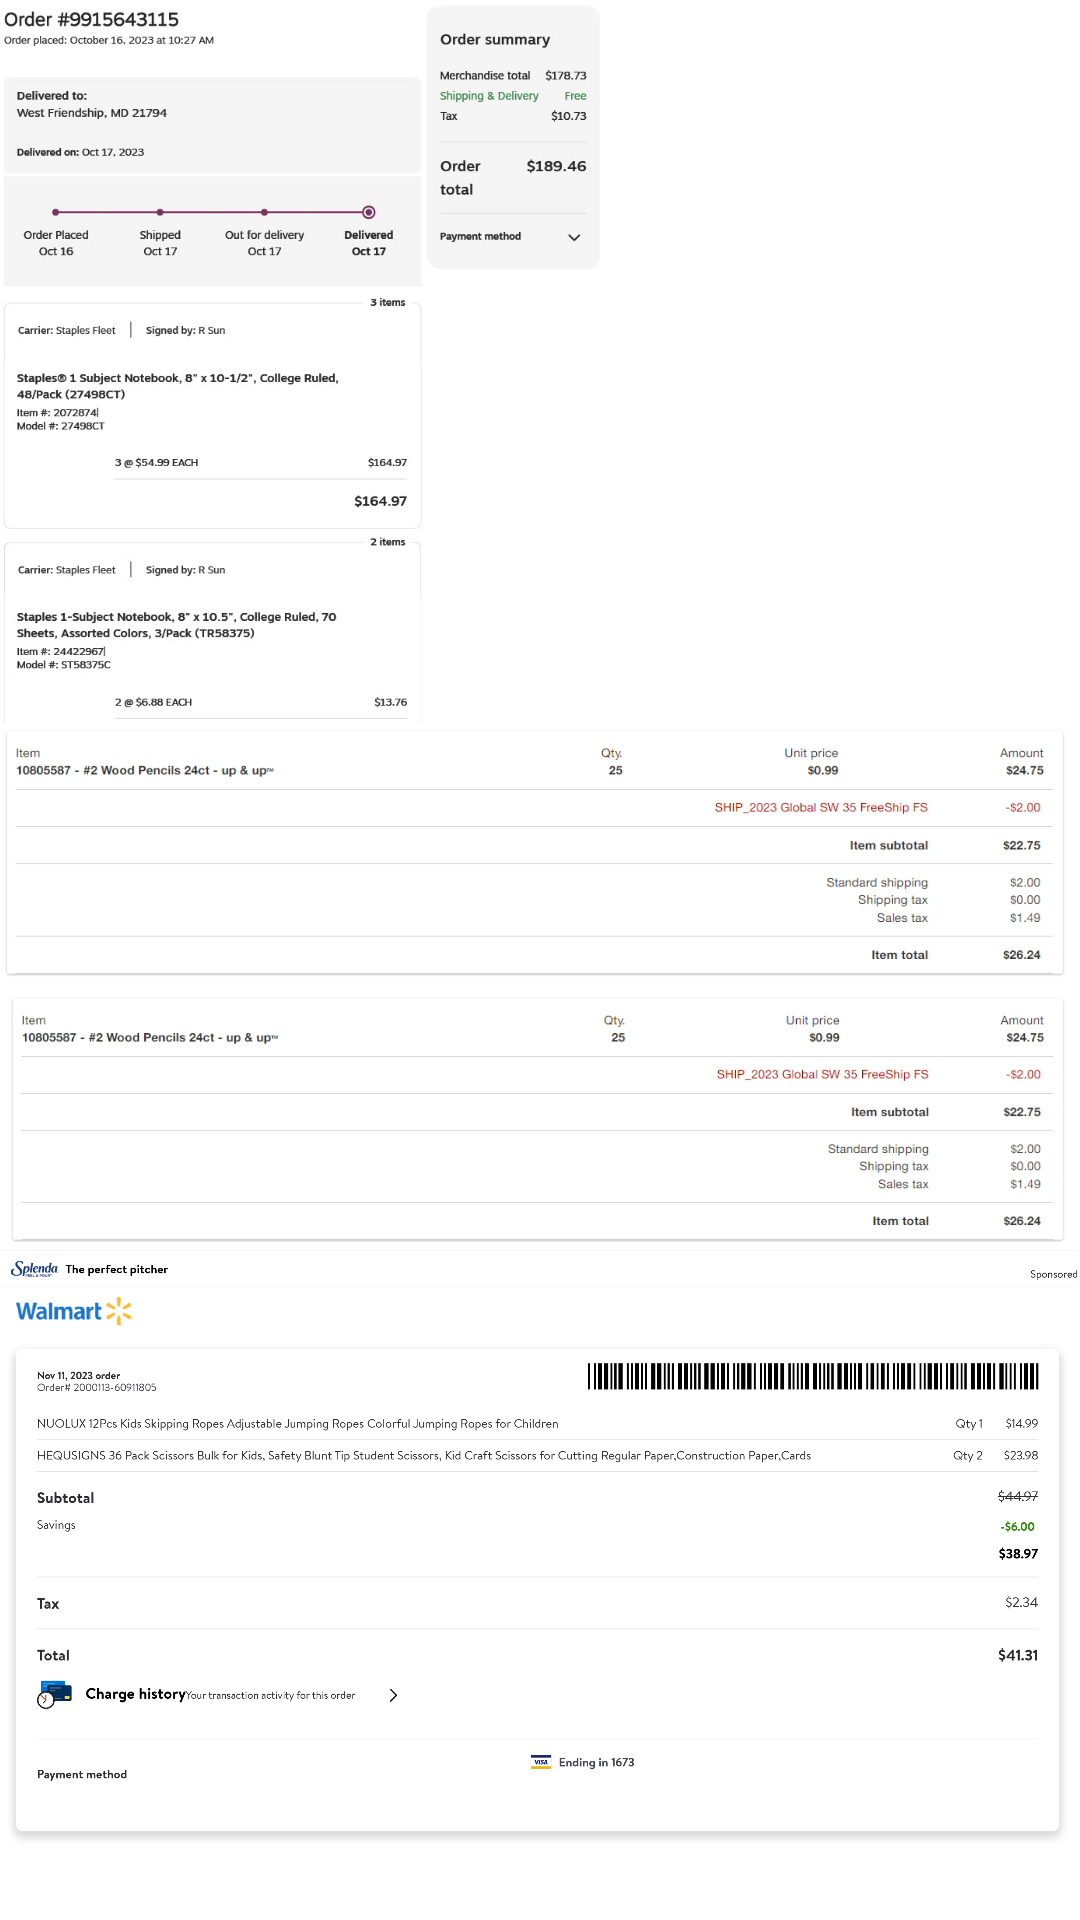 Order #9915643115
Order placed: October 16, 2023 at 10:27 AM
Delivered to:
West Friendship, MD 21794
Delivered on: Oct 17, 2023
Order Placed Shipped Out for delivery Delivered
Oct 16 Oct 17 Oct 17 Oct 17
Order summary
Merchandise total $178.73
Shipping & Delivery Free
Tax $10.73
Order total $189.46
Payment method
3 items
Carrier: Staples Fleet | Signed by: R Sun
Staples® 1 Subject Notebook, 8" x 10-1/2", College Ruled,
48/Pack (27498CT)
Item #: 2072874|
Model #: 27498CT
3 @ $54.99 EACH $164.97
$164.97
2 items
Carrier: Staples Fleet | Signed by: R Sun
Staples 1-Subject Notebook, 8" x 10.5", College Ruled, 70
Sheets, Assorted Colors, 3/Pack (TR58375)
Item #: 24422967|
Model #: ST58375C
2 @ $6.88 EACH $13.76
Item Qty. Unit price Amount
10805587 - #2 Wood Pencils 24ct - up & up™ 25 $0.99 $24.75
SHIP_2023 Global SW 35 FreeShip FS -$2.00
Item subtotal $22.75
Standard shipping $2.00
Shipping tax $0.00
Sales tax $1.49
Item total $26.24
Item Qty. Unit price Amount
10805587 - #2 Wood Pencils 24ct - up & up™ 25 $0.99 $24.75
SHIP_2023 Global SW 35 FreeShip FS -$2.00
Item subtotal $22.75
Standard shipping $2.00
Shipping tax $0.00
Sales tax $1.49
Item total $26.24
Splenda The perfect pitcher
Sponsored
Walmart
Nov 11, 2023 order
Order# 2000113-60911805
NUOLUX 12Pcs Kids Skipping Ropes Adjustable Jumping Ropes Colorful Jumping Ropes for Children Qty 1 $14.99
HEQUSIGNS 36 Pack Scissors Bulk for Kids, Safety Blunt Tip Student Scissors, Kid Craft Scissors for Cutting Regular Paper,Construction Paper,Cards Qty 2 $23.98
Subtotal $44.97
Savings -$6.00
$38.97
Tax $2.34
Total $41.31
Charge history Your transaction activity for this order
Payment method
VISA Ending in 1673